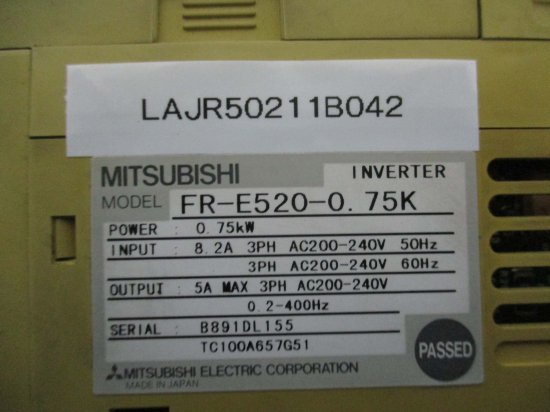 LAJR50211B042
MITSUBISHI INVERTER
MODEL FR-E520-0.75K
POWER : 0.75kW
INPUT : 8.2A 3PH AC200-240V 50Hz
3PH AC200-240V 60Hz
OUTPUT : 5A MAX 3PH AC200-240V
0.2-400Hz
SERIAL : B891DL155
TC100A657G51
PASSED
MITSUBISHI ELECTRIC CORPORATION
MADE IN JAPAN